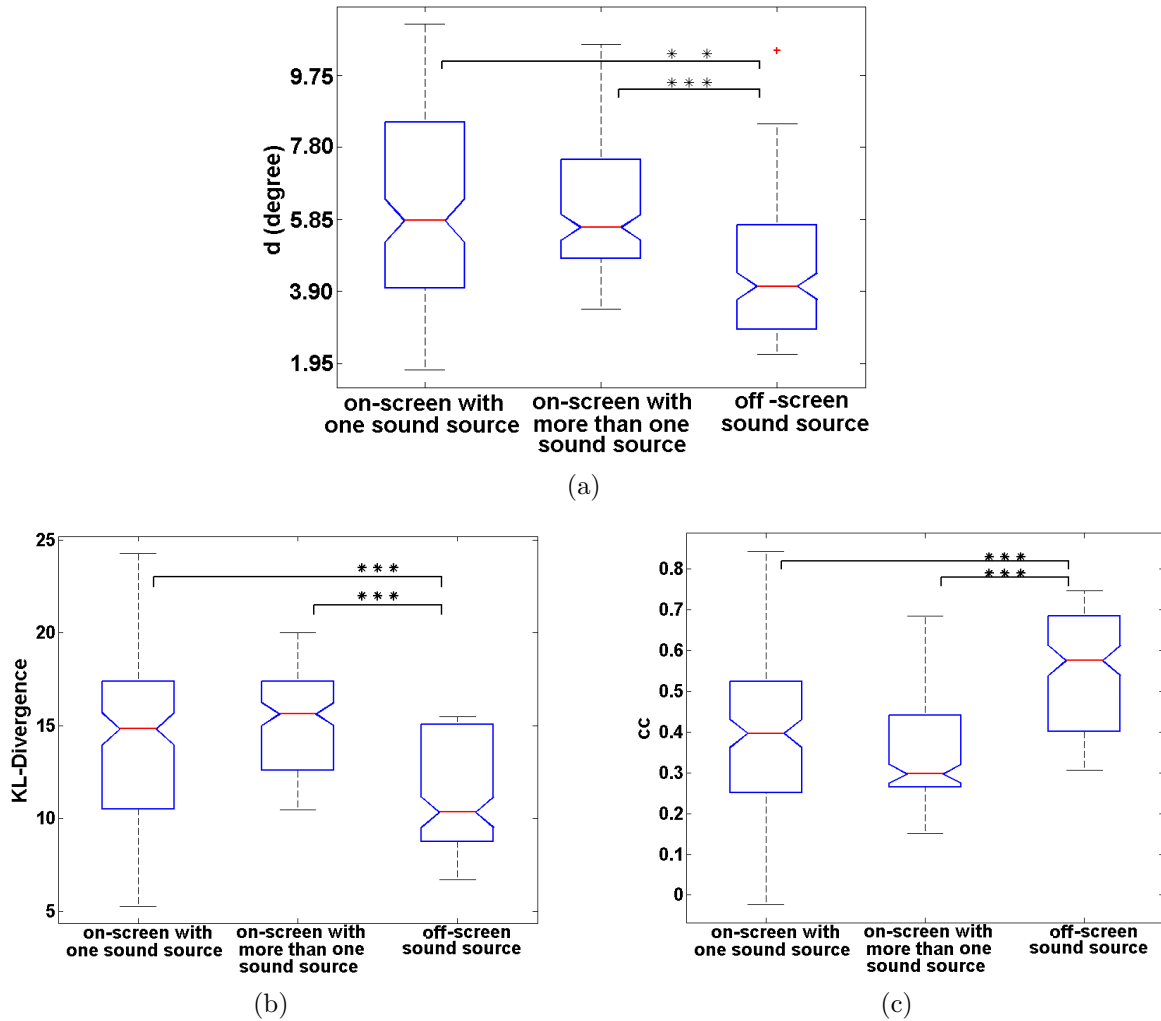 * *
* * *
9.75
7.80
5.85
3.90
1.95
d (degree)
on-screen with
one sound source
on-screen with
more than one
sound source
off -screen
sound source
(a)
25
20
15
10
5
KL-Divergence
* * *
* * *
on-screen with
one sound source
on-screen with
more than one
sound source
off-screen
sound source
(b)
0.8
0.7
0.6
0.5
0.4
0.3
0.2
0.1
0
cc
* * *
* * *
on-screen with
one sound source
on-screen with
more than one
sound source
off-screen
sound source
(c)